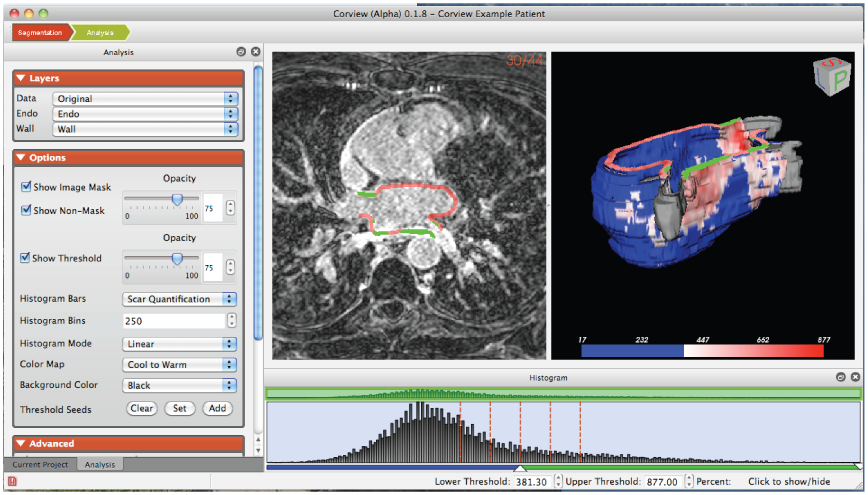 Corview (Alpha) 0.1.8 – Corview Example Patient
Segmentation Analysis
Analysis
Layers
Data Original
Endo Endo
Wall Wall
Options
Opacity
Show Image Mask
Show Non-Mask
75
0 100
Opacity
Show Threshold
75
0 100
Histogram Bars Scar Quantification
Histogram Bins 250
Histogram Mode Linear
Color Map Cool to Warm
Background Color Black
Threshold Seeds Clear Set Add
Advanced
Current Project Analysis
30/44
S P
17 232 447 662 877
Histogram
Lower Threshold: 381.30 Upper Threshold: 877.00 Percent: Click to show/hide